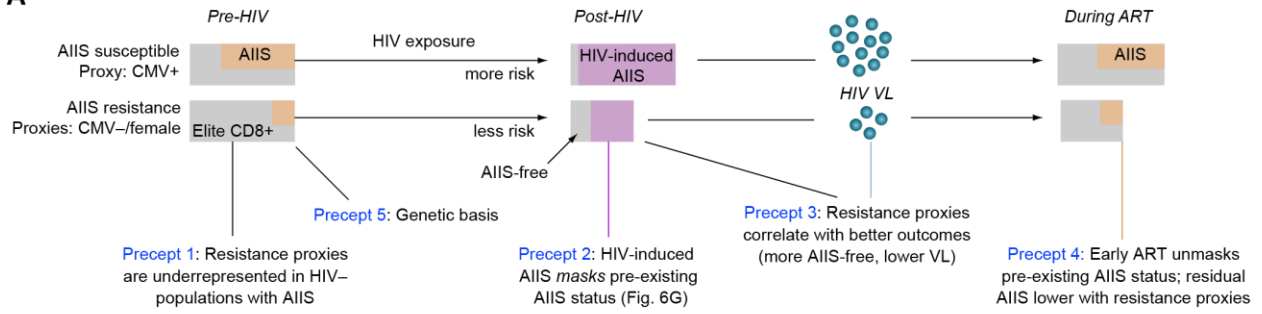 A
Pre-HIV
Post-HIV
During ART
AIIS susceptible
Proxy: CMV+
AIIS
HIV exposure
more risk
HIV-induced
AIIS
AIIS
HIV VL
AIIS resistance
Proxies: CMV–/female
Elite CD8+
less risk
AIIS-free
Precept 5: Genetic basis
Precept 1: Resistance proxies
are underrepresented in HIV–
populations with AIIS
Precept 2: HIV-induced
AIIS masks pre-existing
AIIS status (Fig. 6G)
Precept 3: Resistance proxies
correlate with better outcomes
(more AIIS-free, lower VL)
Precept 4: Early ART unmasks
pre-existing AIIS status; residual
AIIS lower with resistance proxies